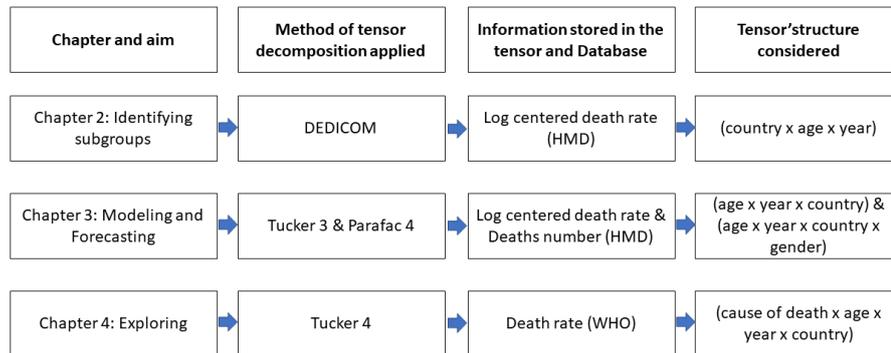 Chapter and aim
Method of tensor
decomposition applied
Information stored in the
tensor and Database
Tensor'structure
considered
Chapter 2: Identifying
subgroups
DEDICOM
Log centered death rate
(HMD)
(country x age x year)
Chapter 3: Modeling and
Forecasting
Tucker 3 & Parafac 4
Log centered death rate &
Deaths number (HMD)
(age x year x country) &
(age x year x country x
gender)
Chapter 4: Exploring
Tucker 4
Death rate (WHO)
(cause of death x age x
year x country)